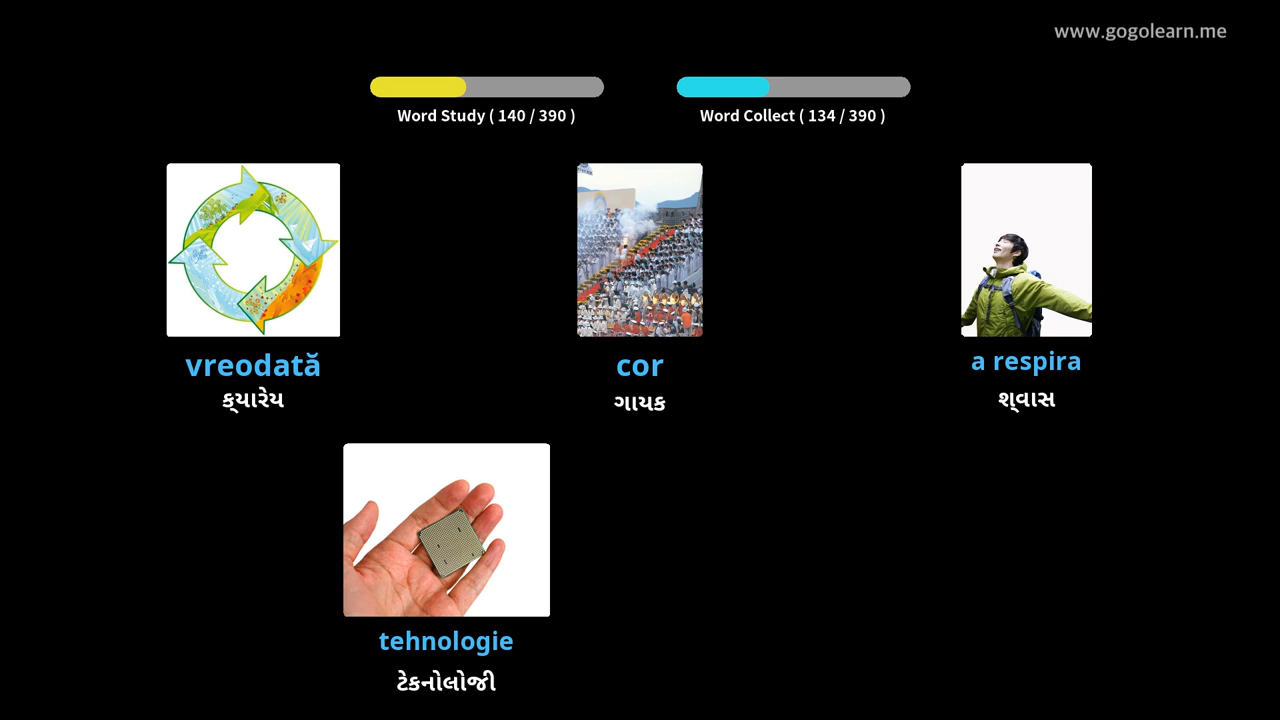 www.gogolearn.me
Word Study ( 140 / 390 )
Word Collect ( 134 / 390 )
vreodată
ક્યારેય
cor
ગાયક
a respira
શ્વાસ
tehnologie
ટેકનોલોજી